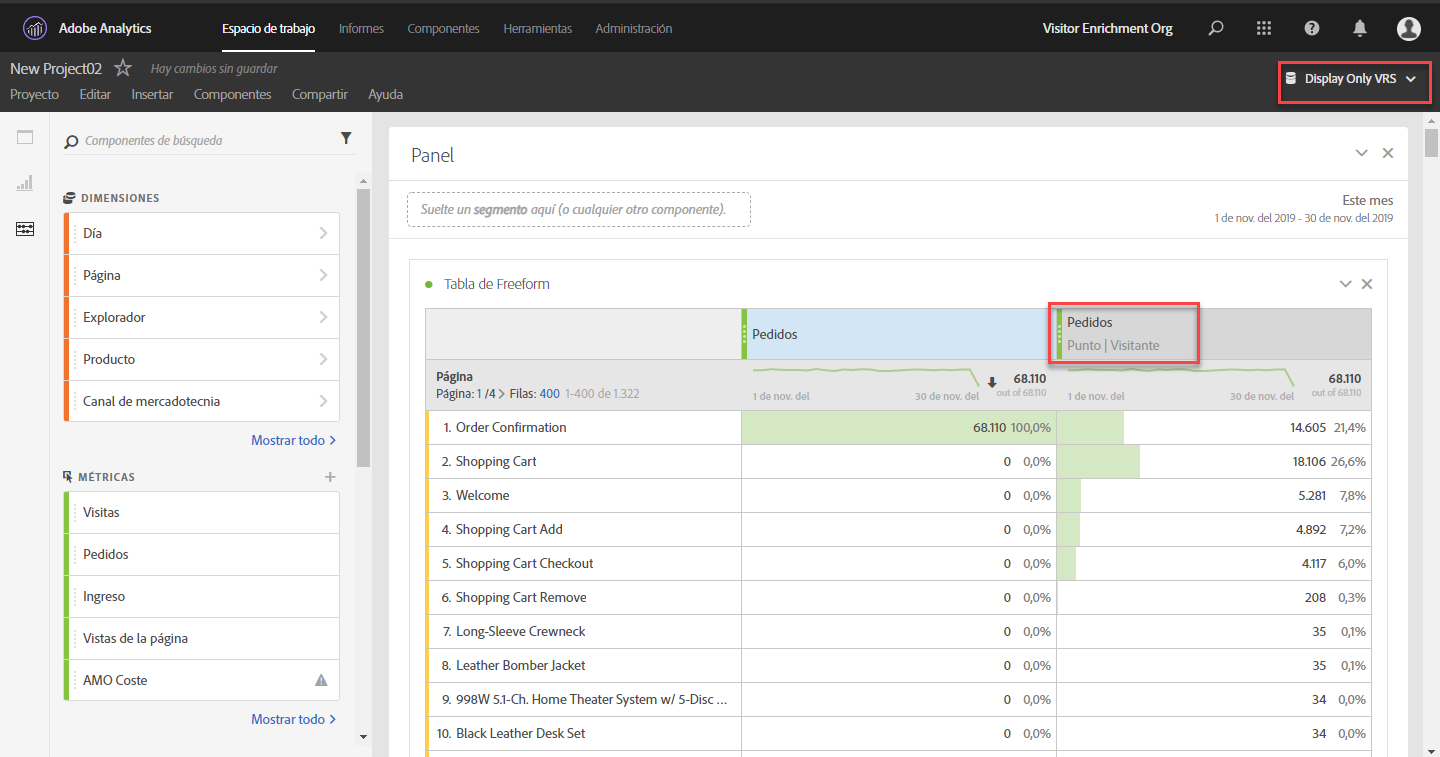 Adobe Analytics
Espacio de trabajo
Informes
Componentes
Herramientas
Administración
Visitor Enrichment Org
New Project02
Hay cambios sin guardar
Proyecto
Editar
Insertar
Componentes
Compartir
Ayuda
Display Only VRS
Componentes de búsqueda
DIMENSIONES
Día
Página
Explorador
Producto
Canal de mercadotecnia
Mostrar todo
MÉTRICAS
Visitas
Pedidos
Ingreso
Vistas de la página
AMO Coste
Mostrar todo
Panel
Suelte un segmento aquí (o cualquier otro componente).
Este mes
1 de nov. del 2019 - 30 de nov. del 2019
Tabla de Freeform
Pedidos
Pedidos
Punto | Visitante
Página
Página: 1 /4 > Filas: 400 1-400 de 1.322
1 de nov. del
30 de nov. del
68.110
out of 68.110
1 de nov. del
30 de nov. del
68.110
out of 68.110
1. Order Confirmation 68.110 100,0% 14.605 21,4%
2. Shopping Cart 0 0,0% 18.106 26,6%
3. Welcome 0 0,0% 5.281 7,8%
4. Shopping Cart Add 0 0,0% 4.892 7,2%
5. Shopping Cart Checkout 0 0,0% 4.117 6,0%
6. Shopping Cart Remove 0 0,0% 208 0,3%
7. Long-Sleeve Crewneck 0 0,0% 35 0,1%
8. Leather Bomber Jacket 0 0,0% 35 0,1%
9. 998W 5.1-Ch. Home Theater System w/ 5-Disc ... 0 0,0% 34 0,0%
10. Black Leather Desk Set 0 0,0% 34 0,0%